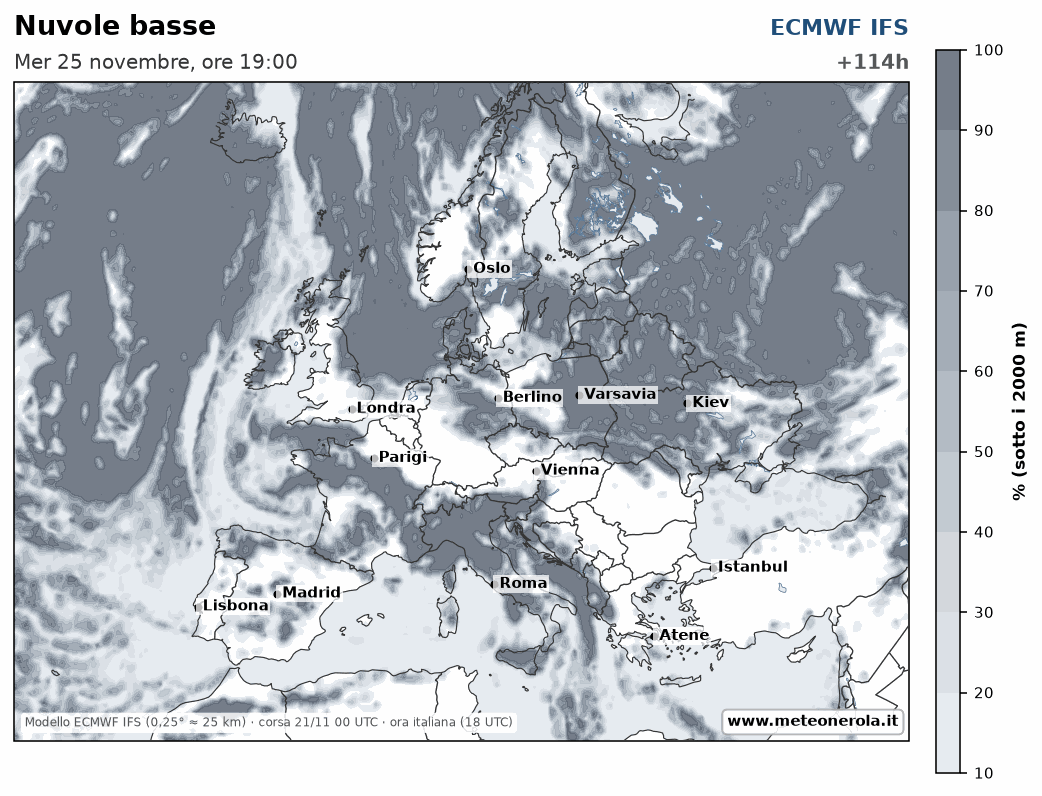 Nuvole basse
ECMWF IFS
Mer 25 novembre, ore 19:00
+114h
100
90
80
70
60
50
40
30
20
10
% (sotto i 2000 m)
Oslo
Berlino
Varsavia
Kiev
Londra
Parigi
Vienna
Istanbul
Roma
Madrid
Lisbona
Atene
Modello ECMWF IFS (0,25° ≈ 25 km) · corsa 21/11 00 UTC · ora italiana (18 UTC)
www.meteonerola.it